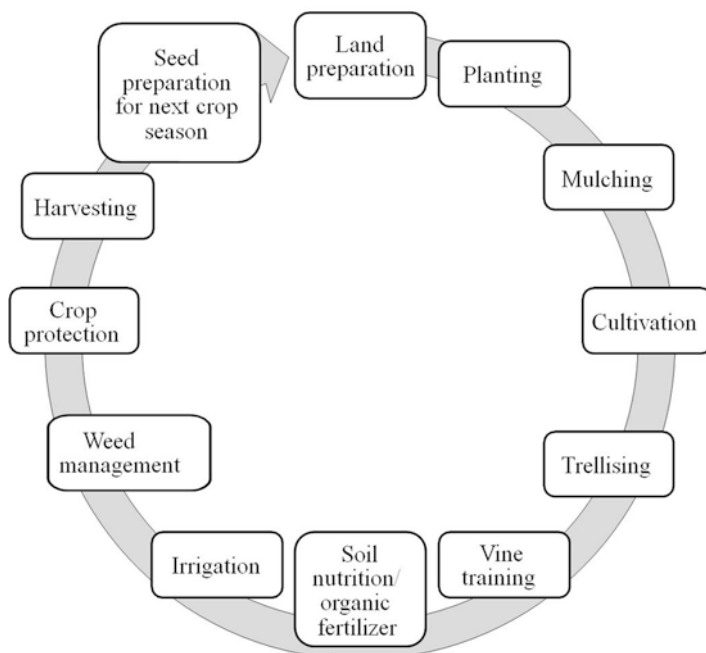 Land
preparation
Planting
Mulching
Cultivation
Trellising
Vine
training
Soil
nutrition/
organic
fertilizer
Irrigation
Weed
management
Crop
protection
Harvesting
Seed
preparation
for next crop
season